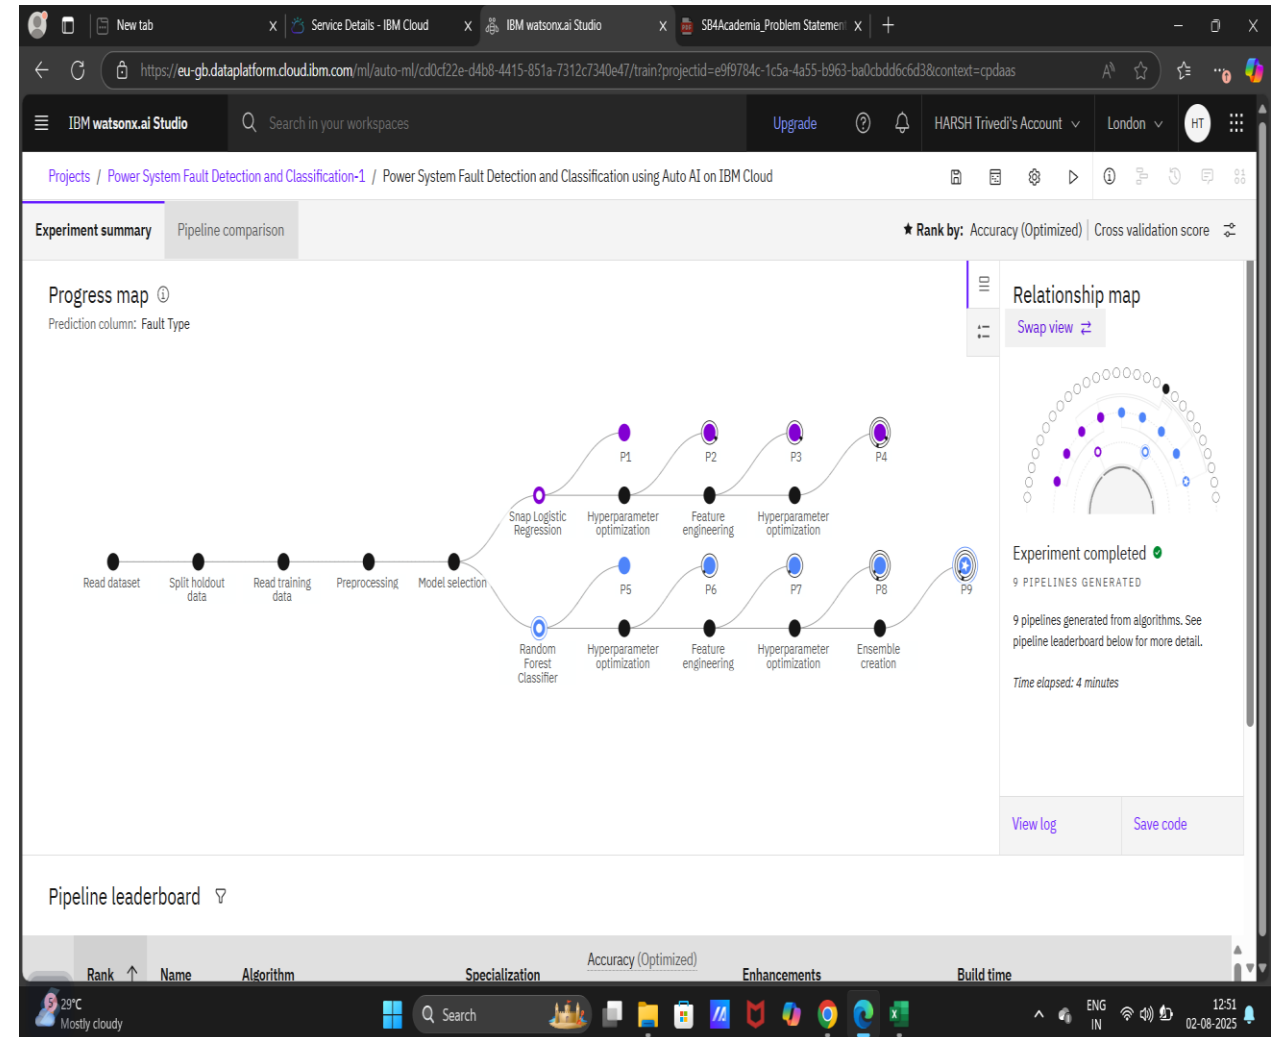 New tab
Service Details - IBM Cloud
IBM watsonx.ai Studio
SB4Academia_Problem Statement
https://eu-gb.dataplatform.cloud.ibm.com/ml/auto-ml/cd0cf22e-d4b8-4415-851a-7312c7340e47/train?projectid=e9f9784c-1c5a-4a55-b963-ba0cbdd6c6d3&context=cpdaas
IBM watsonx.ai Studio
Search in your workspaces
Upgrade
HARSH Trivedi's Account
London
HT
Projects / Power System Fault Detection and Classification-1 / Power System Fault Detection and Classification using Auto AI on IBM Cloud
Experiment summary
Pipeline comparison
Rank by: Accuracy (Optimized) | Cross validation score
Progress map
Prediction column: Fault Type
Relationship map
Swap view
P1
P2
P3
P4
Snap Logistic
Regression
Hyperparameter
optimization
Feature
engineering
Hyperparameter
optimization
Read dataset
Split holdout
data
Read training
data
Preprocessing
Model selection
P5
P6
P7
P8
P9
Random
Forest
Classifier
Hyperparameter
optimization
Feature
engineering
Hyperparameter
optimization
Ensemble
creation
Experiment completed
9 PIPELINES GENERATED
9 pipelines generated from algorithms. See
pipeline leaderboard below for more detail.
Time elapsed: 4 minutes
View log
Save code
Pipeline leaderboard
Rank
Name
Algorithm
Specialization
Accuracy (Optimized)
Enhancements
Build time
29°C
Mostly cloudy
Search
ENG
IN
12:51
02-08-2025